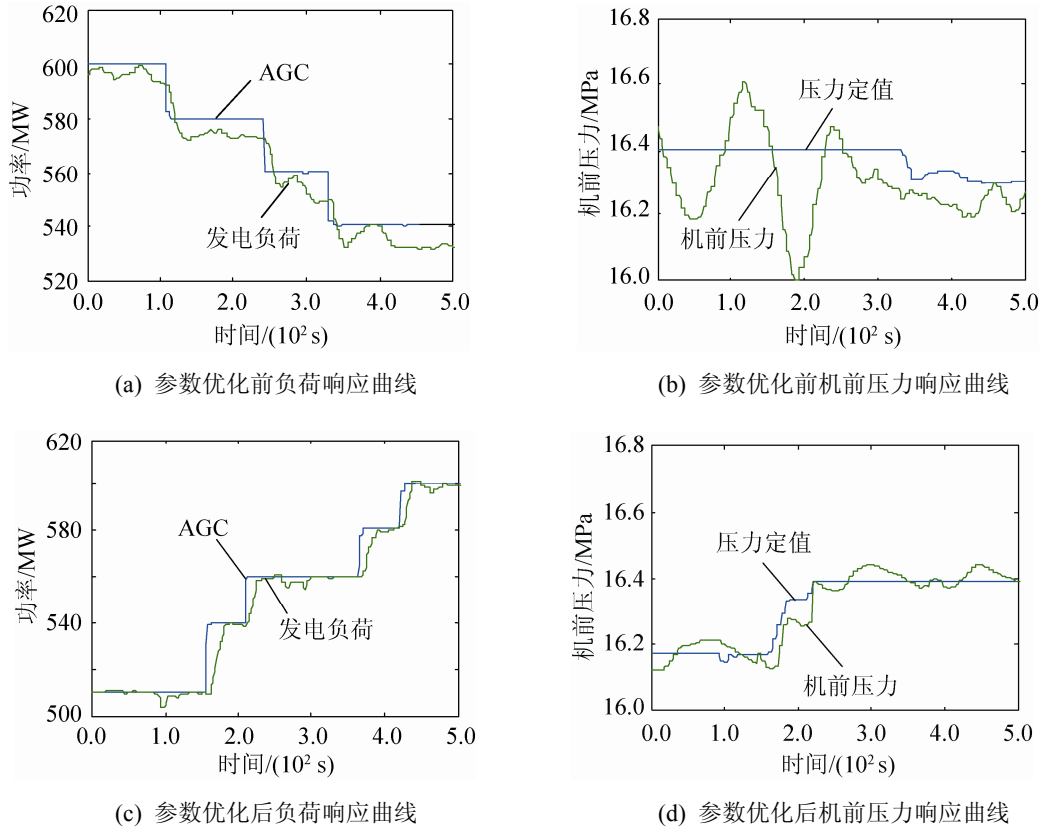 620
600
580
560
540
520
功率/MW
AGC
发电负荷
0.0 1.0 2.0 3.0 4.0 5.0
时间/(10² s)
(a) 参数优化前负荷响应曲线
16.8
16.6
16.4
16.2
16.0
机前压力/MPa
压力定值
机前压力
0.0 1.0 2.0 3.0 4.0 5.0
时间/(10² s)
(b) 参数优化前机前压力响应曲线
620
580
540
500
功率/MW
AGC
发电负荷
0.0 1.0 2.0 3.0 4.0 5.0
时间/(10² s)
(c) 参数优化后负荷响应曲线
16.8
16.6
16.4
16.2
16.0
机前压力/MPa
压力定值
机前压力
0.0 1.0 2.0 3.0 4.0 5.0
时间/(10² s)
(d) 参数优化后机前压力响应曲线